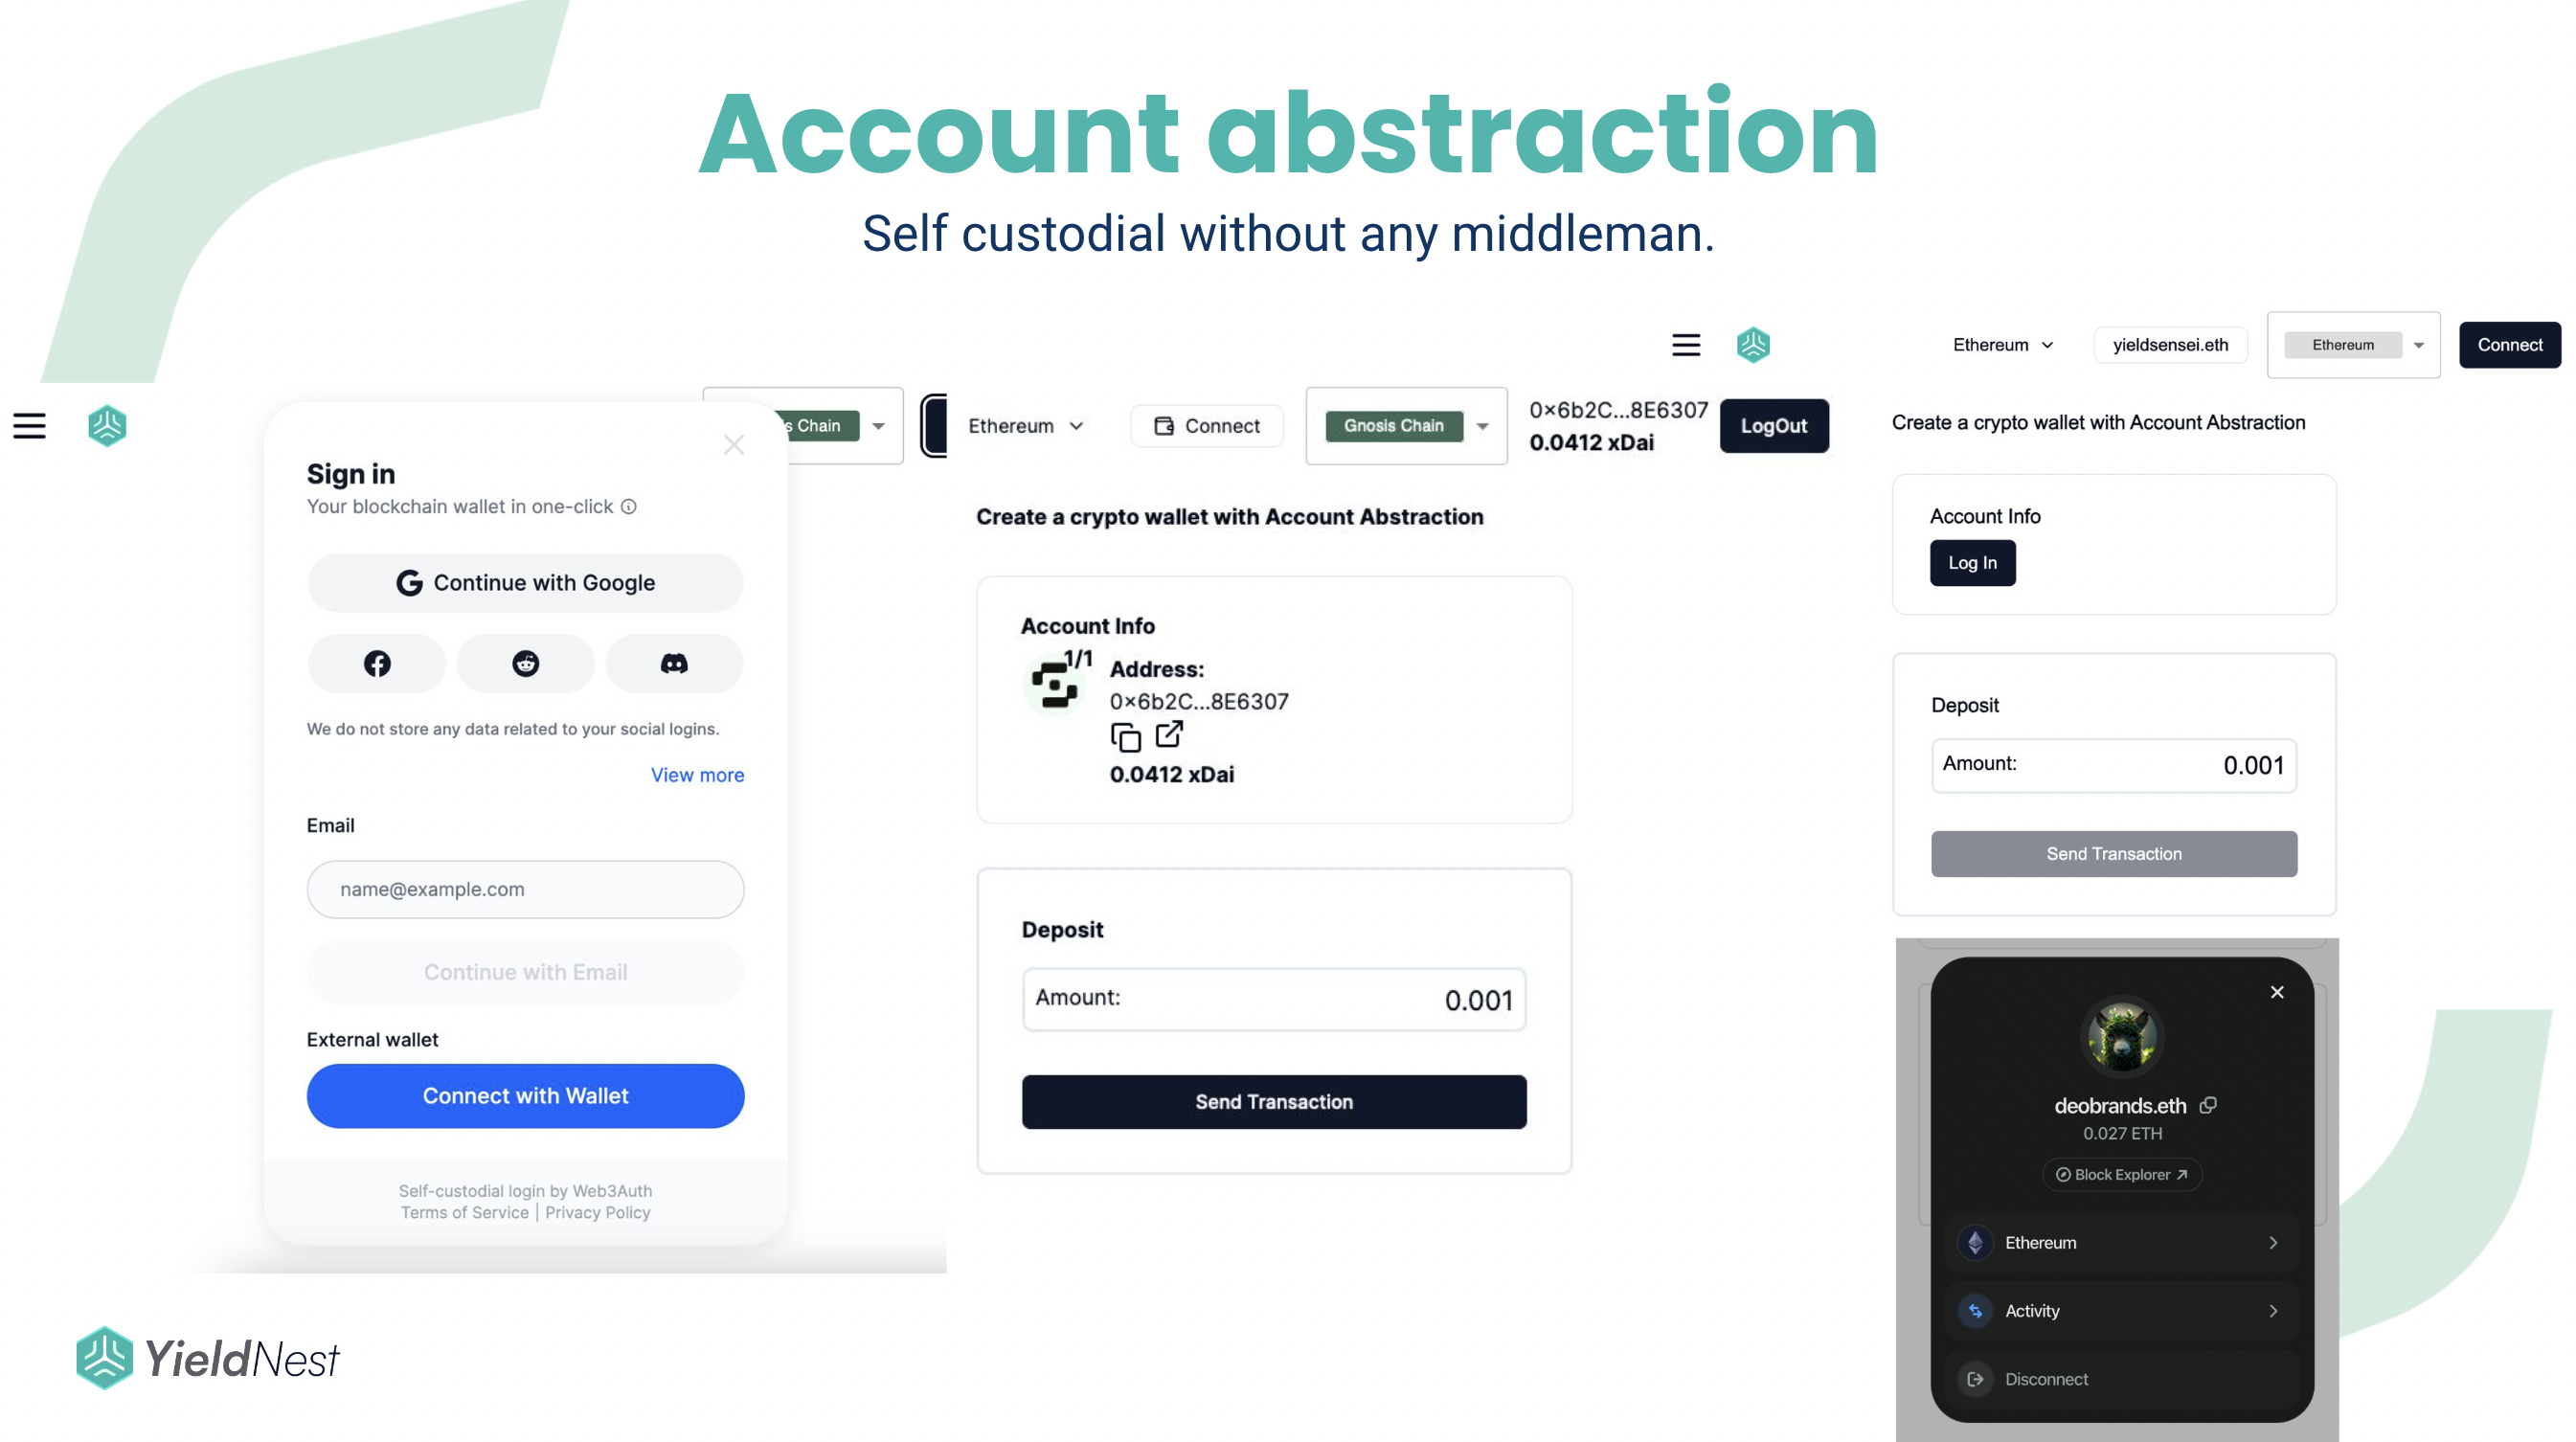 Account abstraction
Self custodial without any middleman.
s Chain
Sign in
Your blockchain wallet in one-click
Continue with Google
We do not store any data related to your social logins.
View more
Email
name@example.com
Continue with Email
External wallet
Connect with Wallet
Self-custodial login by Web3Auth
Terms of Service | Privacy Policy
Ethereum
Connect
Gnosis Chain
0×6b2C...8E6307
0.0412 xDai
LogOut
Create a crypto wallet with Account Abstraction
Account Info
1/1
Address:
0×6b2C...8E6307
0.0412 xDai
Deposit
Amount:
0.001
Send Transaction
Ethereum
yieldsensei.eth
Ethereum
Connect
Create a crypto wallet with Account Abstraction
Account Info
Log In
Deposit
Amount:
0.001
Send Transaction
deobrands.eth
0.027 ETH
Block Explorer
Ethereum
Activity
Disconnect
YieldNest